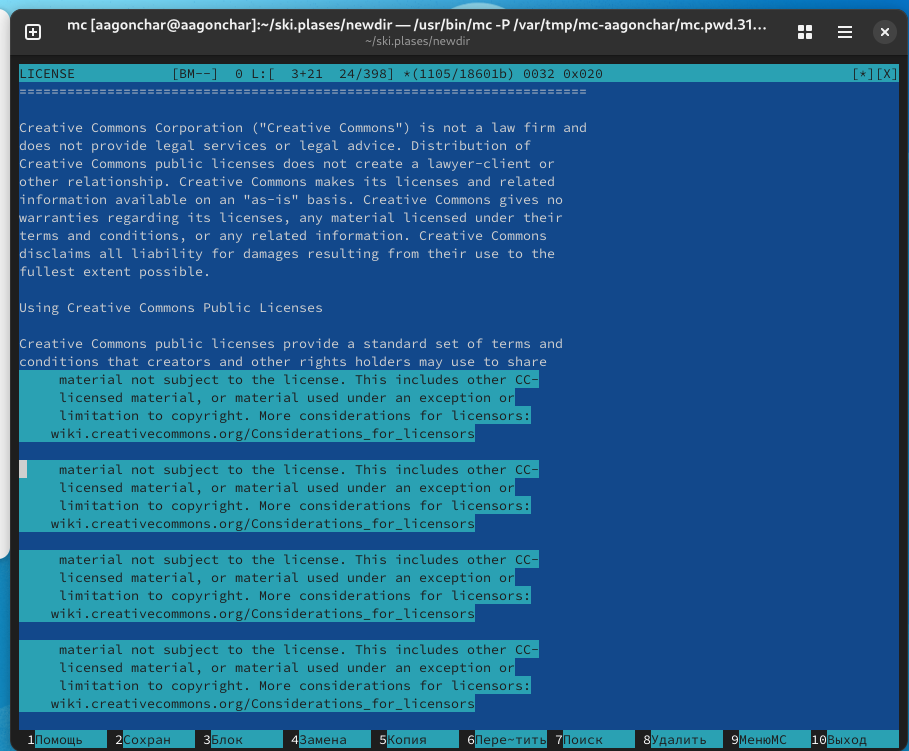 mc [aagonchar@aagonchar]:~/ski.plases/newdir — /usr/bin/mc -P /var/tmp/mc-aagonchar/mc.pwd.31…
~/ski.plases/newdir
LICENSE [BM--] 0 L:[ 3+21 24/398] *(1105/18601b) 0032 0x020 [*][X]
=======================================================================
Creative Commons Corporation ("Creative Commons") is not a law firm and
does not provide legal services or legal advice. Distribution of
Creative Commons public licenses does not create a lawyer-client or
other relationship. Creative Commons makes its licenses and related
information available on an "as-is" basis. Creative Commons gives no
warranties regarding its licenses, any material licensed under their
terms and conditions, or any related information. Creative Commons
disclaims all liability for damages resulting from their use to the
fullest extent possible.
Using Creative Commons Public Licenses
Creative Commons public licenses provide a standard set of terms and
conditions that creators and other rights holders may use to share
material not subject to the license. This includes other CC-
licensed material, or material used under an exception or
limitation to copyright. More considerations for licensors:
wiki.creativecommons.org/Considerations_for_licensors
material not subject to the license. This includes other CC-
licensed material, or material used under an exception or
limitation to copyright. More considerations for licensors:
wiki.creativecommons.org/Considerations_for_licensors
material not subject to the license. This includes other CC-
licensed material, or material used under an exception or
limitation to copyright. More considerations for licensors:
wiki.creativecommons.org/Considerations_for_licensors
material not subject to the license. This includes other CC-
licensed material, or material used under an exception or
limitation to copyright. More considerations for licensors:
wiki.creativecommons.org/Considerations_for_licensors
1Помощь 2Сохран 3Блок 4Замена 5Копия 6Пере~тить 7Поиск 8Удалить 9МенюMC 10Выход